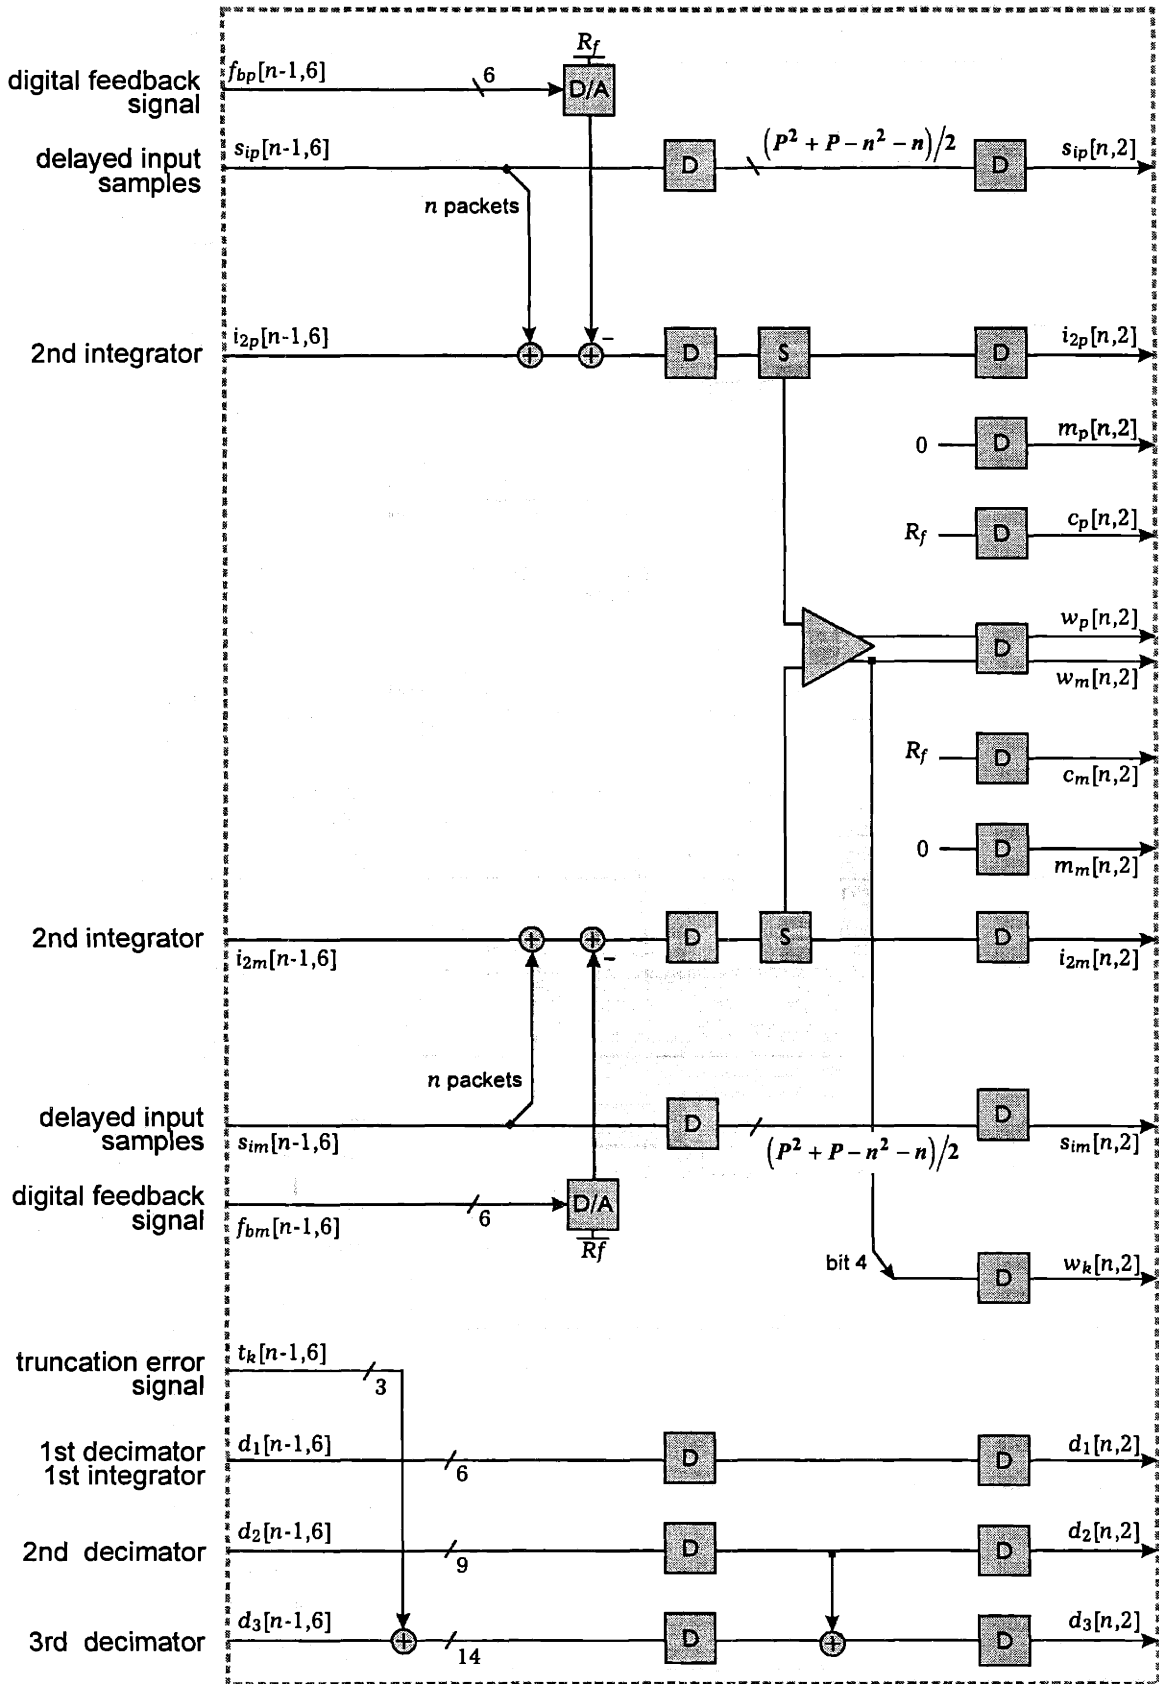 R_f
digital feedback
signal
f_bp[n-1,6]
6
D/A
delayed input
samples
s_ip[n-1,6]
n packets
D
(P² + P − n² − n)/2
D
s_ip[n,2]
2nd integrator
i_2p[n-1,6]
+
+
−
D
S
D
i_2p[n,2]
0
D
m_p[n,2]
R_f
D
c_p[n,2]
D
w_p[n,2]
w_m[n,2]
R_f
D
c_m[n,2]
0
D
m_m[n,2]
2nd integrator
i_2m[n-1,6]
+
+
−
D
S
D
i_2m[n,2]
n packets
delayed input
samples
s_im[n-1,6]
D
(P² + P − n² − n)/2
D
s_im[n,2]
digital feedback
signal
f_bm[n-1,6]
6
D/A
R_f
bit 4
D
w_k[n,2]
truncation error
signal
t_k[n-1,6]
3
1st decimator
1st integrator
d_1[n-1,6]
6
D
D
d_1[n,2]
2nd decimator
d_2[n-1,6]
9
D
D
d_2[n,2]
3rd decimator
d_3[n-1,6]
+
14
D
+
D
d_3[n,2]